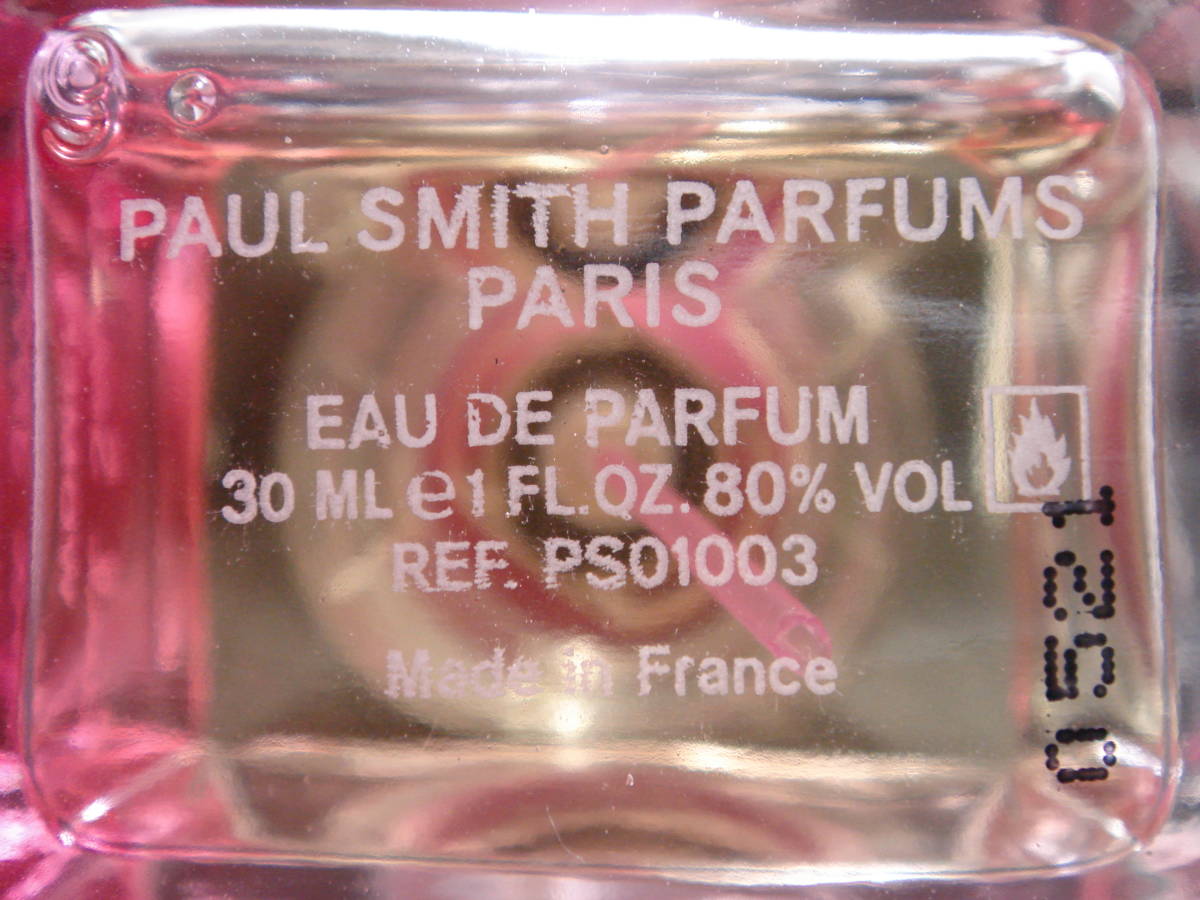 PAUL SMITH PARFUMS
PARIS
EAU DE PARFUM
30 ML e 1 FL.OZ. 80% VOL
REF. PS01003
Made in France
0521